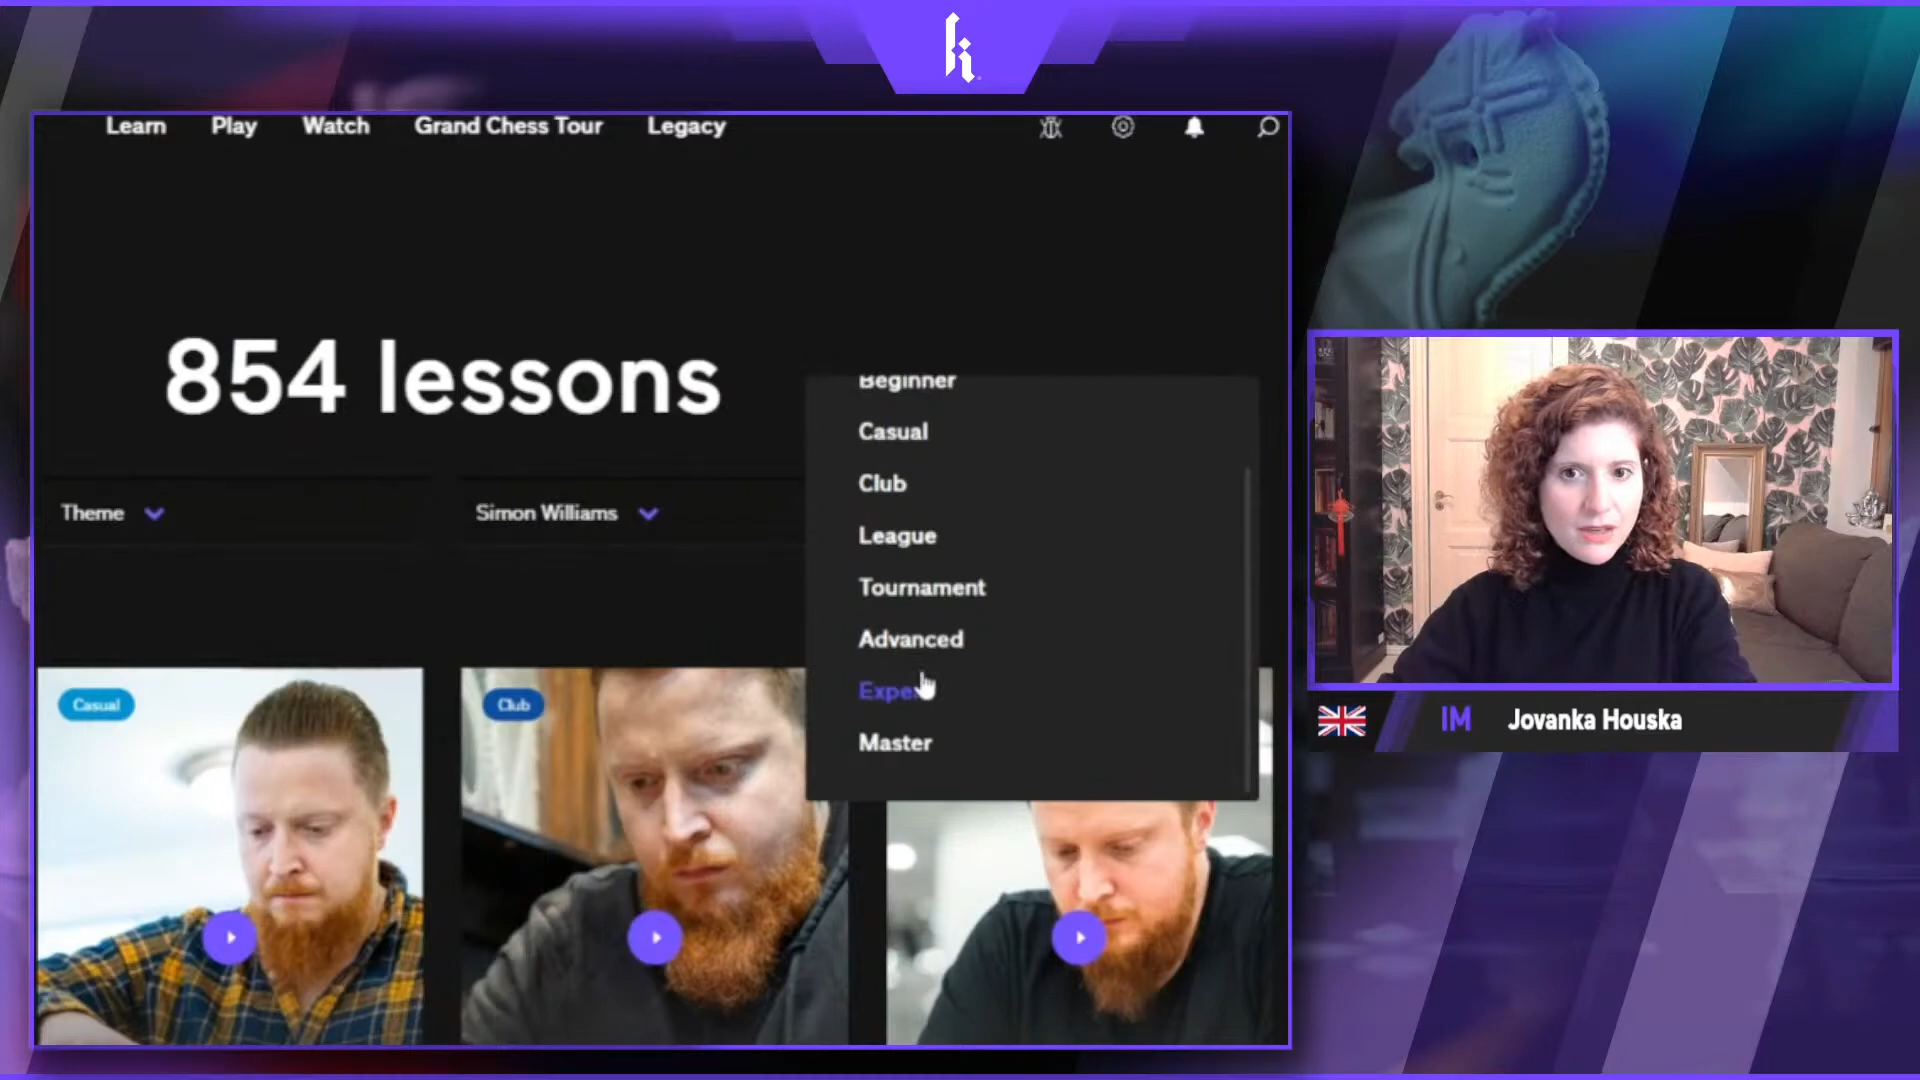 Learn Play Watch Grand Chess Tour Legacy
854 lessons
Theme
Simon Williams
Beginner
Casual
Club
League
Tournament
Advanced
Master
Casual
Club
IM Jovanka Houska